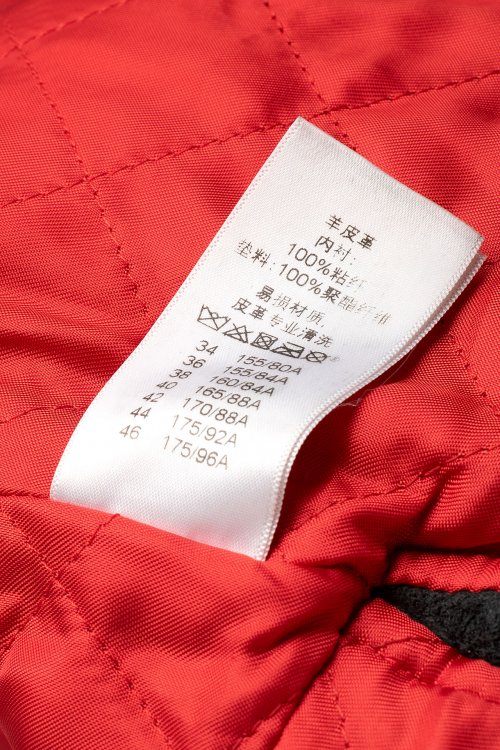 羊皮革
内衬:
100%粘纤
垫料: 100%聚酯纤维
易损材质,
皮革专业清洗
34 155/80A
36 155/84A
38 160/84A
40 165/88A
42 170/88A
44 175/92A
46 175/96A